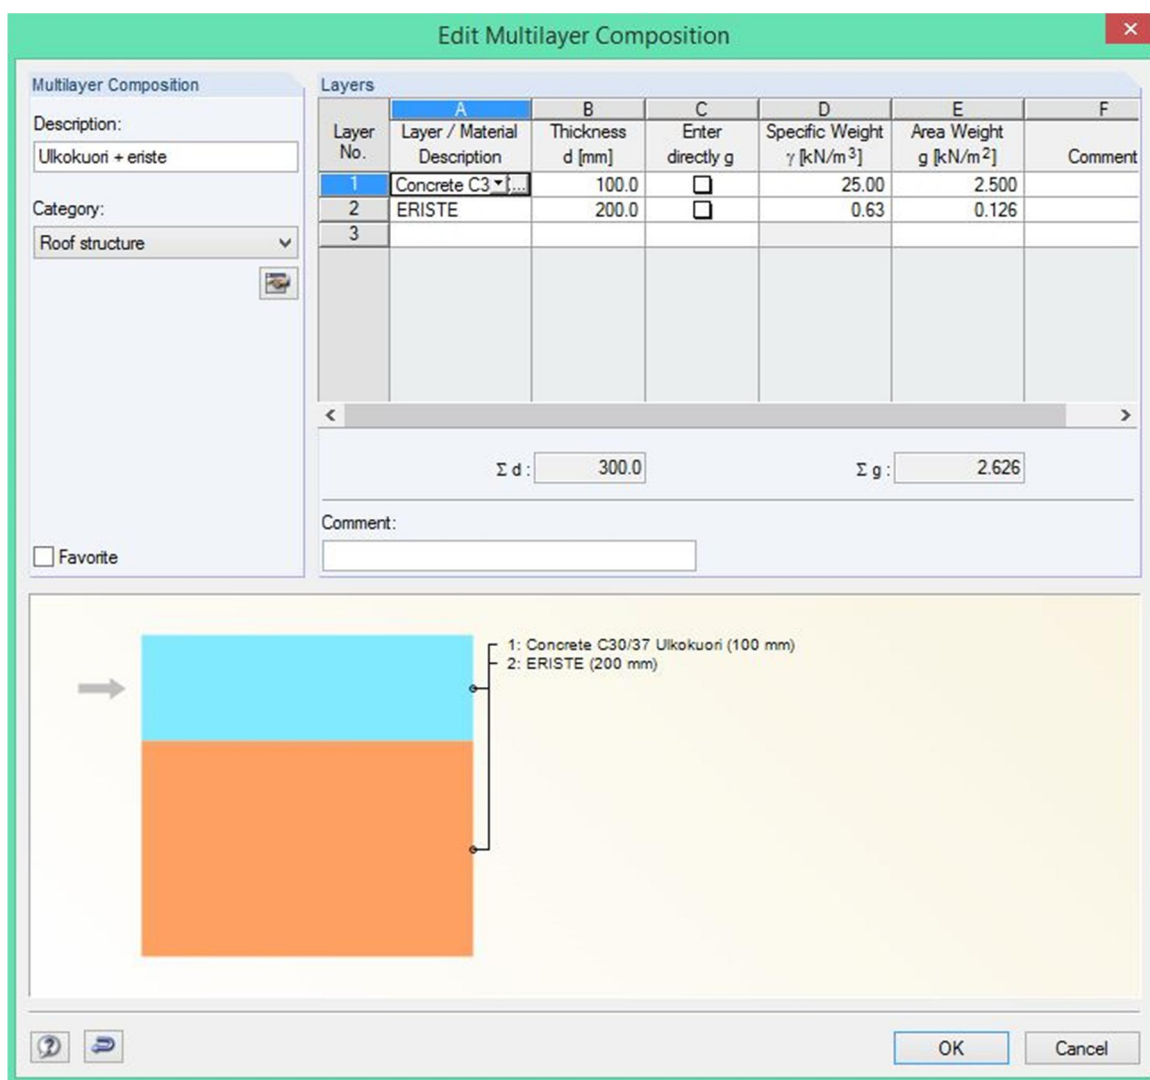 Edit Multilayer Composition
Multilayer Composition
Description:
Ulkokuori + eriste
Category:
Roof structure
Favorite
Layers
A B C D E F
Layer Layer / Material Thickness Enter Specific Weight Area Weight
No. Description d [mm] directly g γ [kN/m³] g [kN/m²] Comment
1 Concrete C3 ... 100.0 25.00 2.500
2 ERISTE 200.0 0.63 0.126
3
Σ d : 300.0 Σ g : 2.626
Comment:
1: Concrete C30/37 Ulkokuori (100 mm)
2: ERISTE (200 mm)
OK Cancel